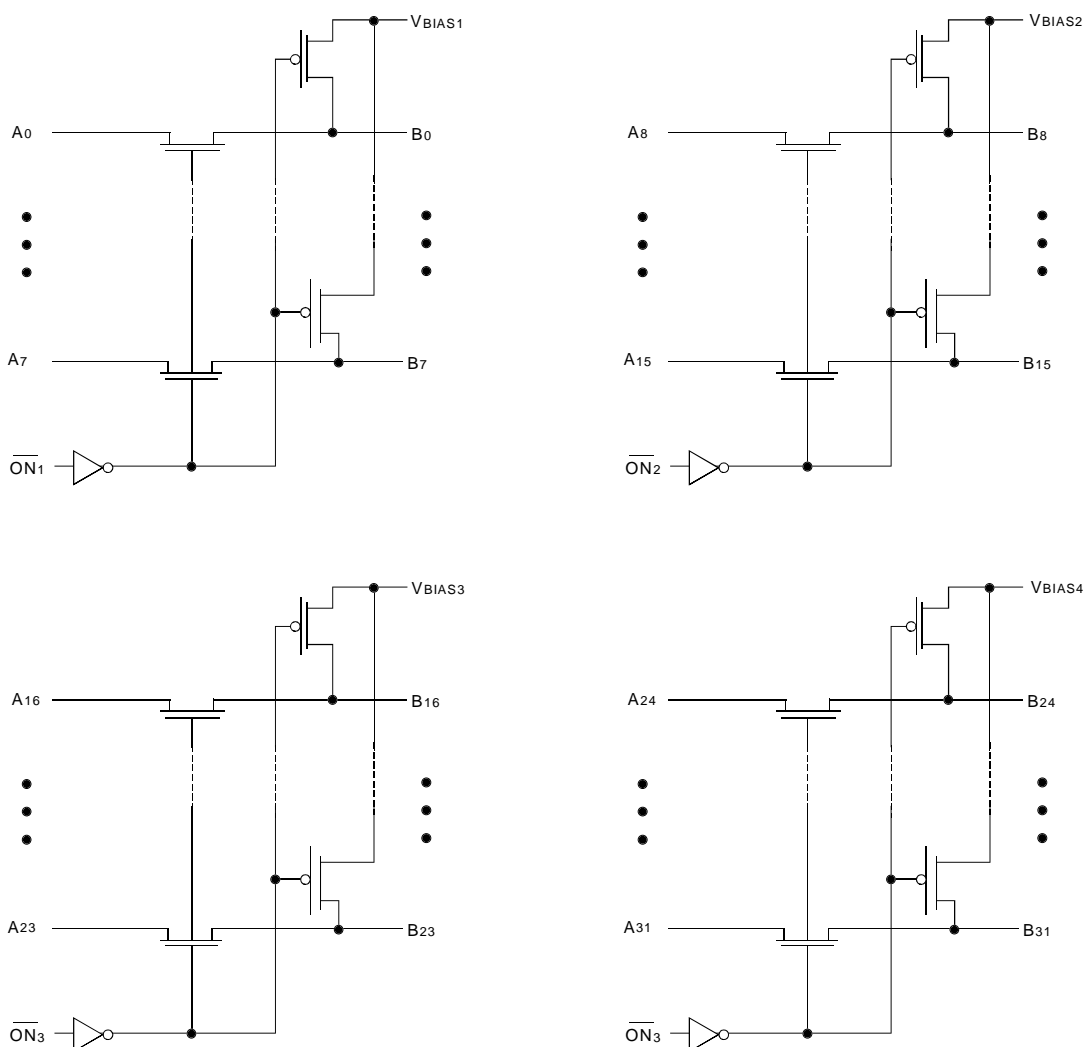 VBIAS1
A0
B0
A7
B7
ON1
VBIAS2
A8
B8
A15
B15
ON2
VBIAS3
A16
B16
A23
B23
ON3
VBIAS4
A24
B24
A31
B31
ON3